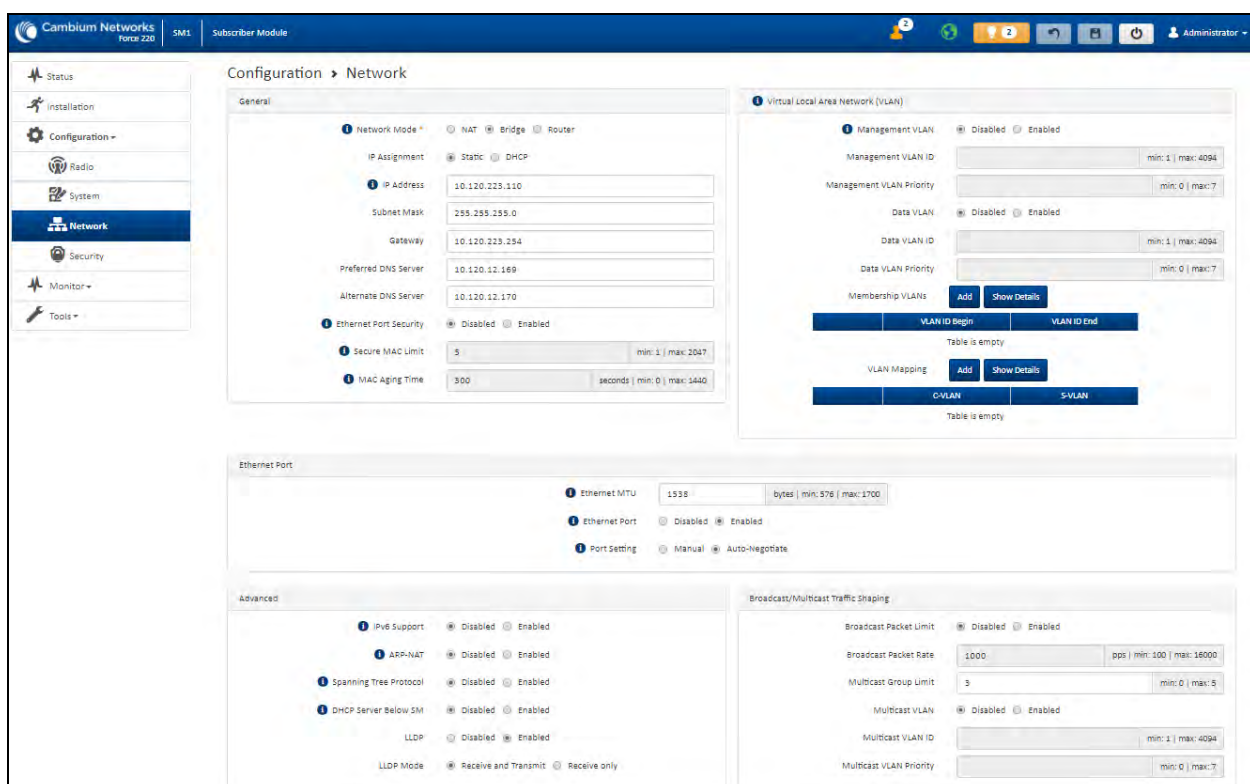 Cambium Networks
Force 220
SM1
Subscriber Module
2
2
Administrator
Status
Installation
Configuration
Radio
System
Network
Security
Monitor
Tools
Configuration > Network
General
Network Mode *
NAT Bridge Router
IP Assignment
Static DHCP
IP Address
10.120.223.110
Subnet Mask
255.255.255.0
Gateway
10.120.223.254
Preferred DNS Server
10.120.12.169
Alternate DNS Server
10.120.12.170
Ethernet Port Security
Disabled Enabled
Secure MAC Limit
5
min: 1 | max: 2047
MAC Aging Time
300
seconds | min: 0 | max: 1440
Virtual Local Area Network (VLAN)
Management VLAN
Disabled Enabled
Management VLAN ID
min: 1 | max: 4094
Management VLAN Priority
min: 0 | max: 7
Data VLAN
Disabled Enabled
Data VLAN ID
min: 1 | max: 4094
Data VLAN Priority
min: 0 | max: 7
Membership VLANs
Add Show Details
VLAN ID Begin VLAN ID End
Table is empty
VLAN Mapping
Add Show Details
C-VLAN S-VLAN
Table is empty
Ethernet Port
Ethernet MTU
1538
bytes | min: 576 | max: 1700
Ethernet Port
Disabled Enabled
Port Setting
Manual Auto-Negotiate
Advanced
IPv6 Support
Disabled Enabled
ARP-NAT
Disabled Enabled
Spanning Tree Protocol
Disabled Enabled
DHCP Server Below SM
Disabled Enabled
LLDP
Disabled Enabled
LLDP Mode
Receive and Transmit Receive only
Broadcast/Multicast Traffic Shaping
Broadcast Packet Limit
Disabled Enabled
Broadcast Packet Rate
1000
pps | min: 100 | max: 16000
Multicast Group Limit
3
min: 0 | max: 5
Multicast VLAN
Disabled Enabled
Multicast VLAN ID
min: 1 | max: 4094
Multicast VLAN Priority
min: 0 | max: 7